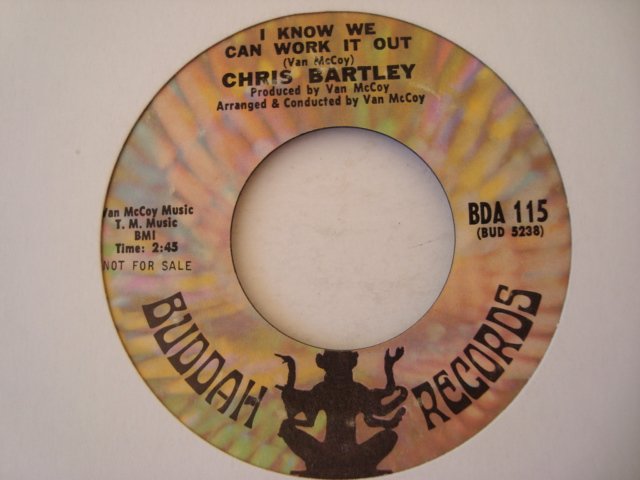 I KNOW WE
CAN WORK IT OUT
(Van McCoy)
CHRIS BARTLEY
Produced by Van McCoy
Arranged & Conducted by Van McCoy
Van McCoy Music
T. M. Music
BMI
Time: 2:45
NOT FOR SALE
BDA 115
(BUD 5238)
BUDDAH RECORDS